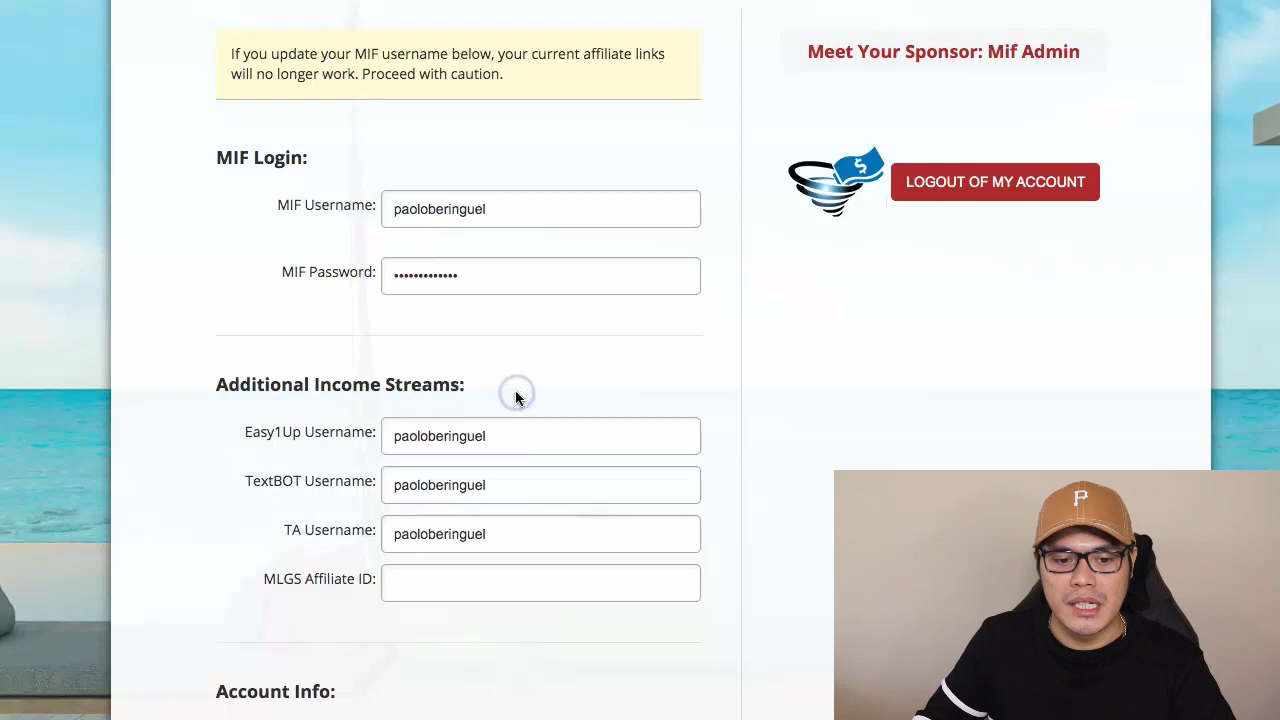 If you update your MIF username below, your current affiliate links
will no longer work. Proceed with caution.
Meet Your Sponsor: Mif Admin
MIF Login:
$
LOGOUT OF MY ACCOUNT
MIF Username:
paoloberinguel
MIF Password:
•••••••••••••
Additional Income Streams:
Easy1Up Username:
paoloberinguel
TextBOT Username:
paoloberinguel
TA Username:
paoloberinguel
MLGS Affiliate ID:
Account Info:
P